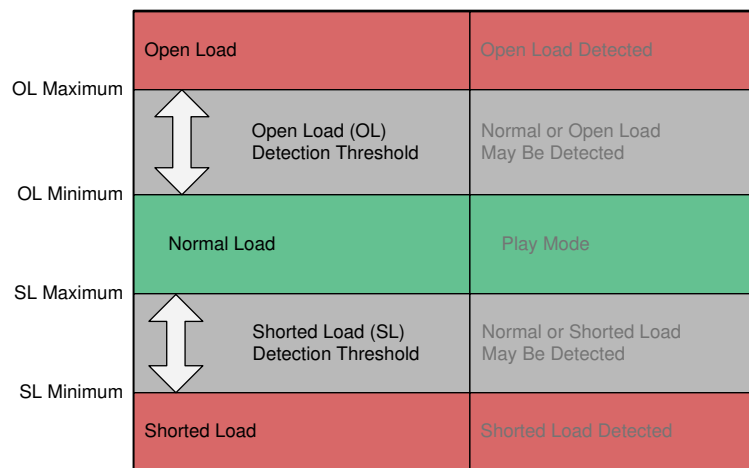 Open Load
Open Load Detected
OL Maximum
Open Load (OL)
Detection Threshold
Normal or Open Load
May Be Detected
OL Minimum
Normal Load
Play Mode
SL Maximum
Shorted Load (SL)
Detection Threshold
Normal or Shorted Load
May Be Detected
SL Minimum
Shorted Load
Shorted Load Detected